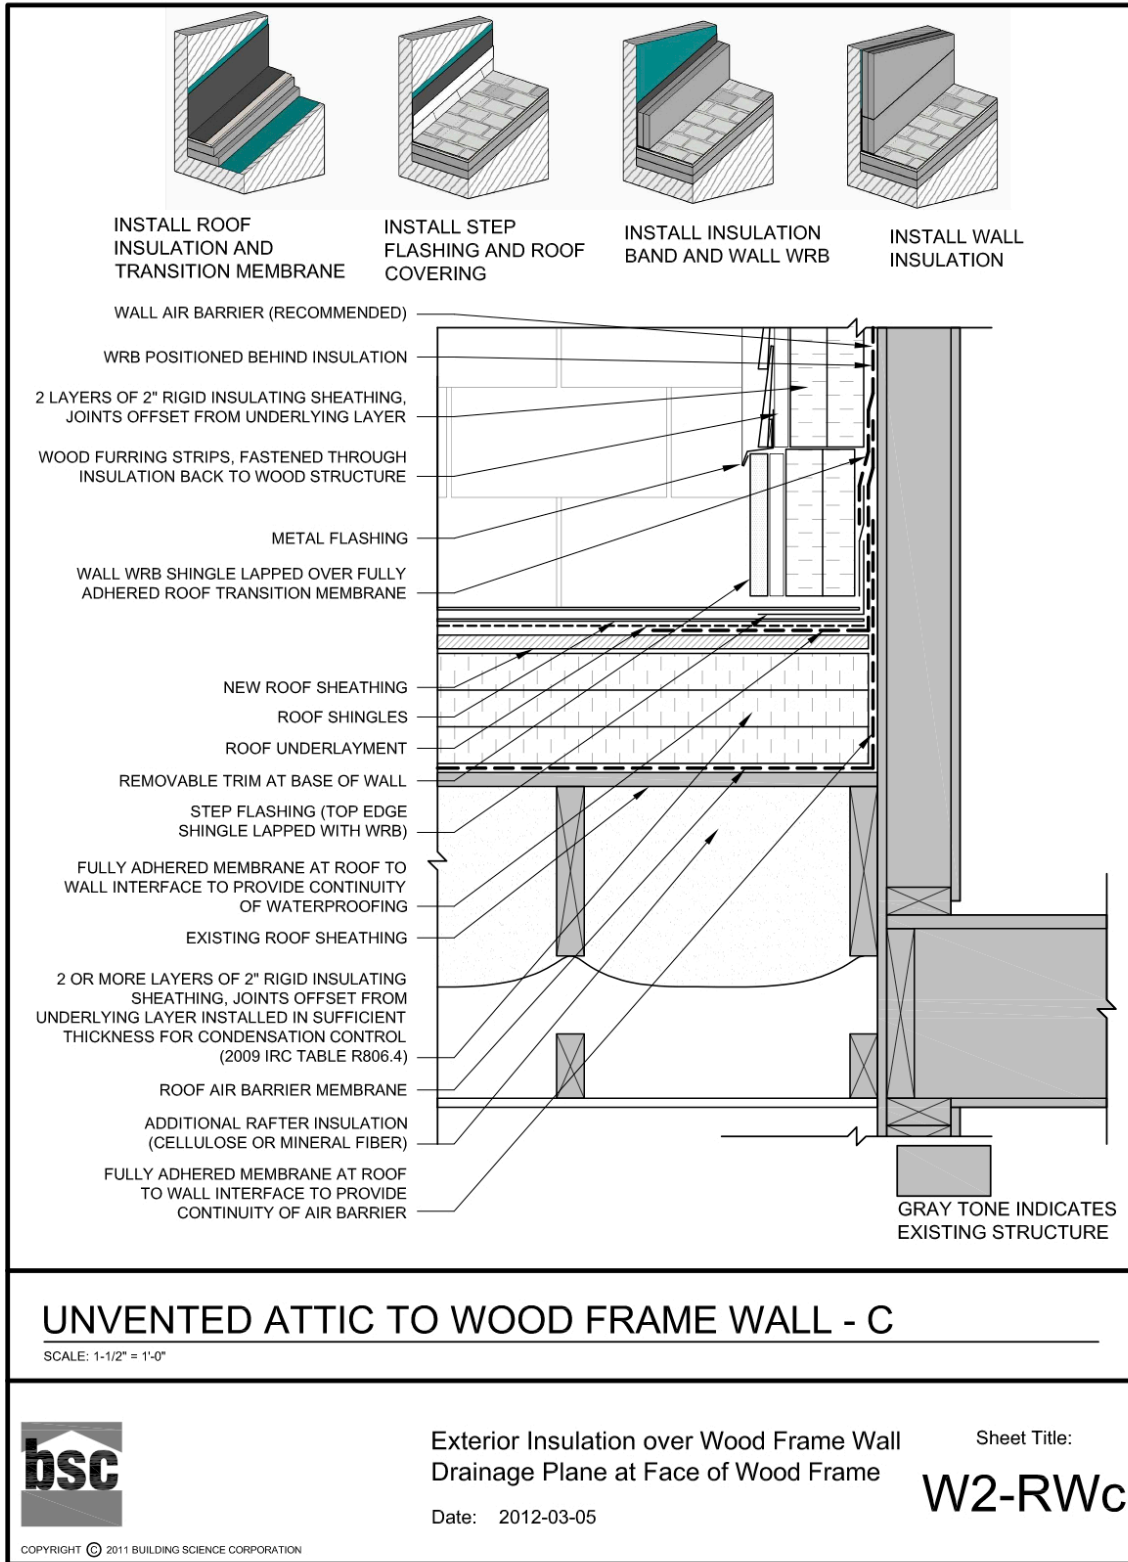 INSTALL ROOF
INSULATION AND
TRANSITION MEMBRANE
INSTALL STEP
FLASHING AND ROOF
COVERING
INSTALL INSULATION
BAND AND WALL WRB
INSTALL WALL
INSULATION
WALL AIR BARRIER (RECOMMENDED)
WRB POSITIONED BEHIND INSULATION
2 LAYERS OF 2" RIGID INSULATING SHEATHING,
JOINTS OFFSET FROM UNDERLYING LAYER
WOOD FURRING STRIPS, FASTENED THROUGH
INSULATION BACK TO WOOD STRUCTURE
METAL FLASHING
WALL WRB SHINGLE LAPPED OVER FULLY
ADHERED ROOF TRANSITION MEMBRANE
NEW ROOF SHEATHING
ROOF SHINGLES
ROOF UNDERLAYMENT
REMOVABLE TRIM AT BASE OF WALL
STEP FLASHING (TOP EDGE
SHINGLE LAPPED WITH WRB)
FULLY ADHERED MEMBRANE AT ROOF TO
WALL INTERFACE TO PROVIDE CONTINUITY
OF WATERPROOFING
EXISTING ROOF SHEATHING
2 OR MORE LAYERS OF 2" RIGID INSULATING
SHEATHING, JOINTS OFFSET FROM
UNDERLYING LAYER INSTALLED IN SUFFICIENT
THICKNESS FOR CONDENSATION CONTROL
(2009 IRC TABLE R806.4)
ROOF AIR BARRIER MEMBRANE
ADDITIONAL RAFTER INSULATION
(CELLULOSE OR MINERAL FIBER)
FULLY ADHERED MEMBRANE AT ROOF
TO WALL INTERFACE TO PROVIDE
CONTINUITY OF AIR BARRIER
GRAY TONE INDICATES
EXISTING STRUCTURE
UNVENTED ATTIC TO WOOD FRAME WALL - C
SCALE: 1-1/2" = 1'-0"
bsc
COPYRIGHT © 2011 BUILDING SCIENCE CORPORATION
Exterior Insulation over Wood Frame Wall
Drainage Plane at Face of Wood Frame
Date: 2012-03-05
Sheet Title:
W2-RWc